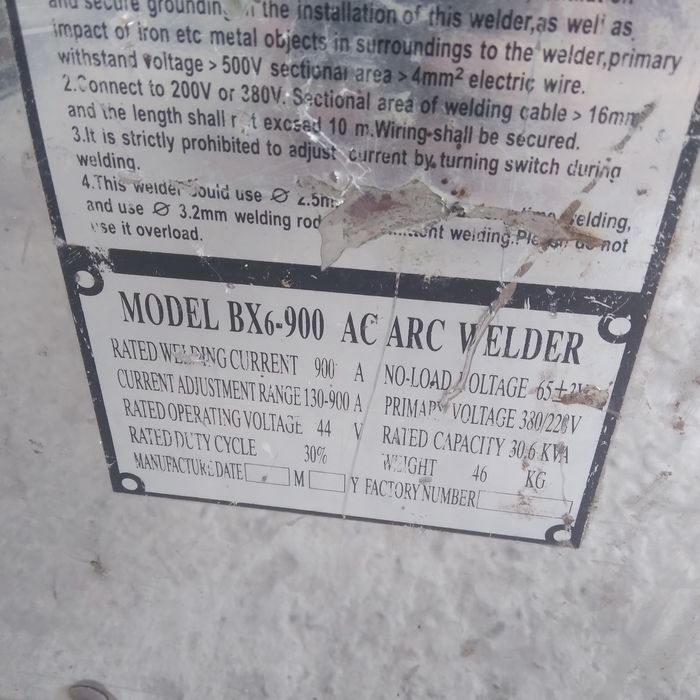 and secure grounding in the installation of this welder,as well as
impact of iron etc metal objects in surroundings to the welder,primary
withstand voltage > 500V sectional area > 4mm² electric wire.
2.Connect to 200V or 380V. Sectional area of welding cable > 16mm
and the length shall not excsed 10 m.Wiring shall be secured.
3.It is strictly prohibited to adjust current by turning switch during
welding.
4.This welder could use Ø 2.5m welding,
and use Ø 3.2mm welding rod welding.Please do not
use it overload.
MODEL BX6-900 AC ARC WELDER
RATED WELDING CURRENT 900 A
CURRENT ADJUSTMENT RANGE 130-900 A
RATED OPERATING VOLTAGE 44 V
RATED DUTY CYCLE 30%
MANUFACTURE DATE M Y
NO-LOAD VOLTAGE 65±2V
PRIMARY VOLTAGE 380/220V
RATED CAPACITY 30.6 KVA
WEIGHT 46 KG
FACTORY NUMBER